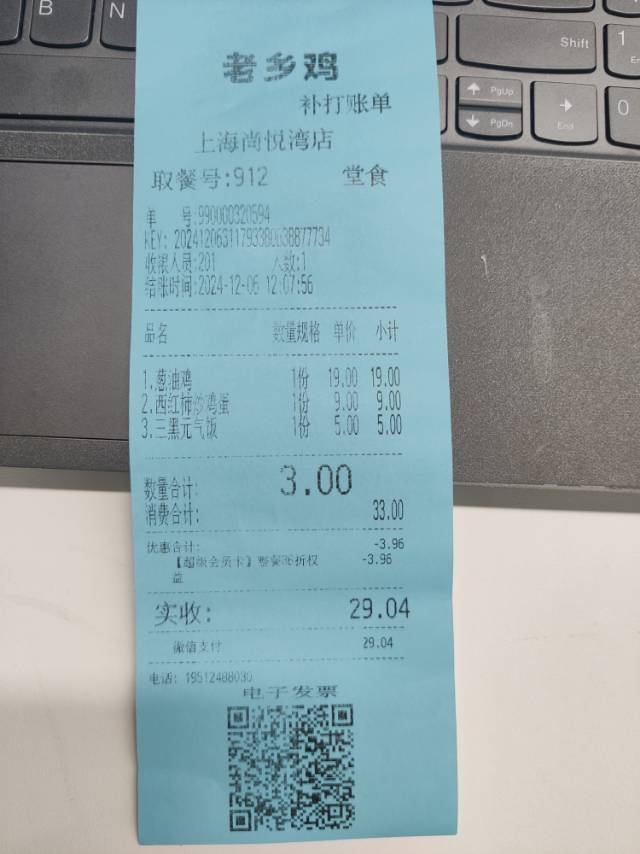 B
N
Shift
PgUp
PgDn
End
1
0
老乡鸡
补打账单
上海尚悦湾店
取餐号:912 堂食
单 号:990000320594
KEY: 20241206311793380038877734
收银人员:201 人数:1
结账时间:2024-12-06 12:07:56
品名 数量规格 单价 小计
1.葱油鸡 1份 19.00 19.00
2.西红柿炒鸡蛋 1份 9.00 9.00
3.三黑元气饭 1份 5.00 5.00
数量合计: 3.00
消费合计: 33.00
优惠合计: -3.96
【超级会员卡】整餐88折权 -3.96
益
实收: 29.04
微信支付 29.04
电话: 19512488030
电子发票